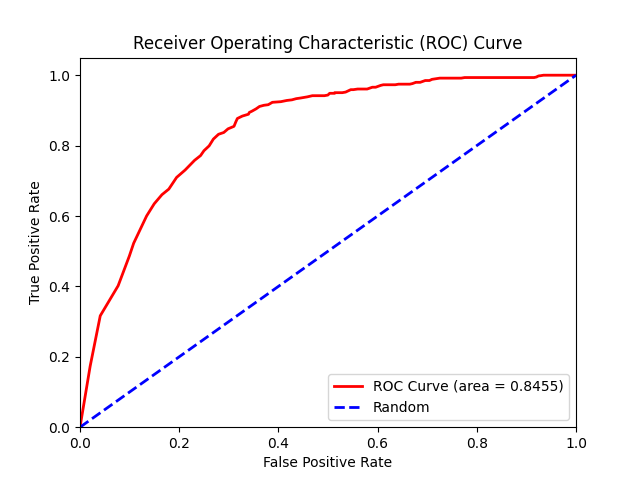 Receiver Operating Characteristic (ROC) Curve
True Positive Rate
1.0
0.8
0.6
0.4
0.2
0.0
ROC Curve (area = 0.8455)
Random
0.0 0.2 0.4 0.6 0.8 1.0
False Positive Rate